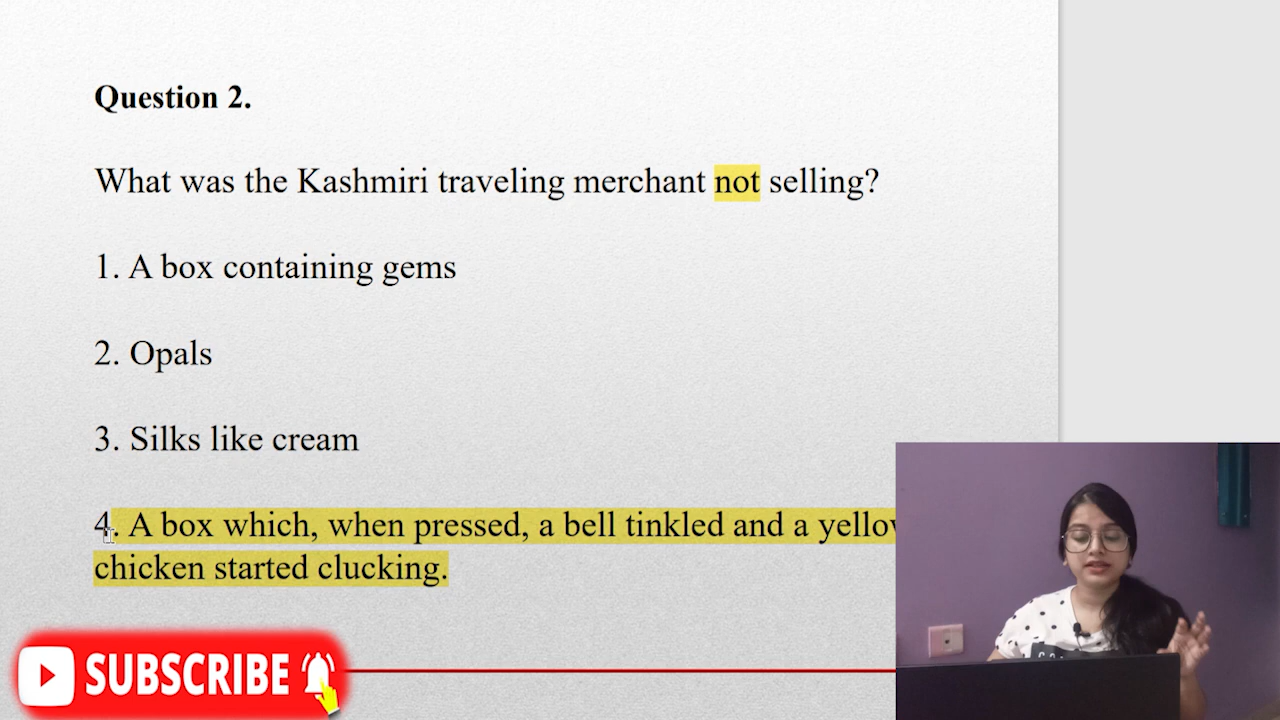 Question 2.
What was the Kashmiri traveling merchant not selling?
1. A box containing gems
2. Opals
3. Silks like cream
4. A box which, when pressed, a bell tinkled and a
chicken started clucking.
SUBSCRIBE